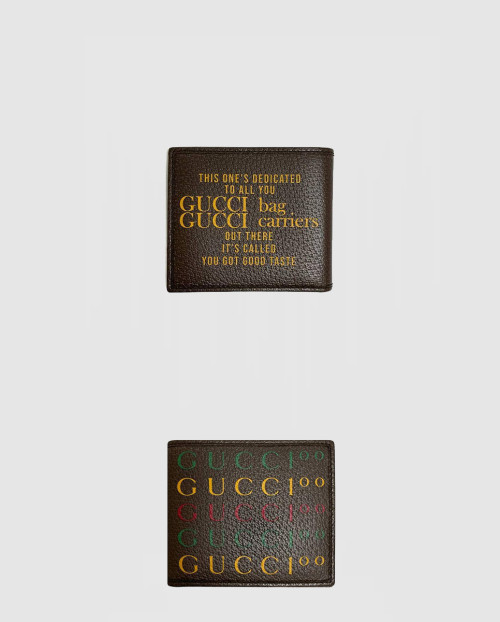 THIS ONE'S DEDICATED
TO ALL YOU
GUCCI bag
GUCCI carriers
OUT THERE
IT'S CALLED
YOU GOT GOOD TASTE
GUCCI¹⁰⁰
GUCCI¹⁰⁰
GUCCI¹⁰⁰
GUCCI¹⁰⁰
GUCCI¹⁰⁰